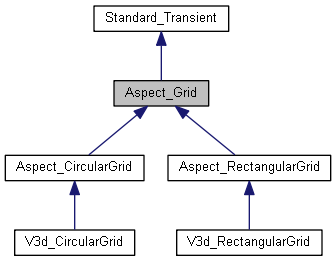 Standard_Transient
Aspect_Grid
Aspect_CircularGrid
Aspect_RectangularGrid
V3d_CircularGrid
V3d_RectangularGrid